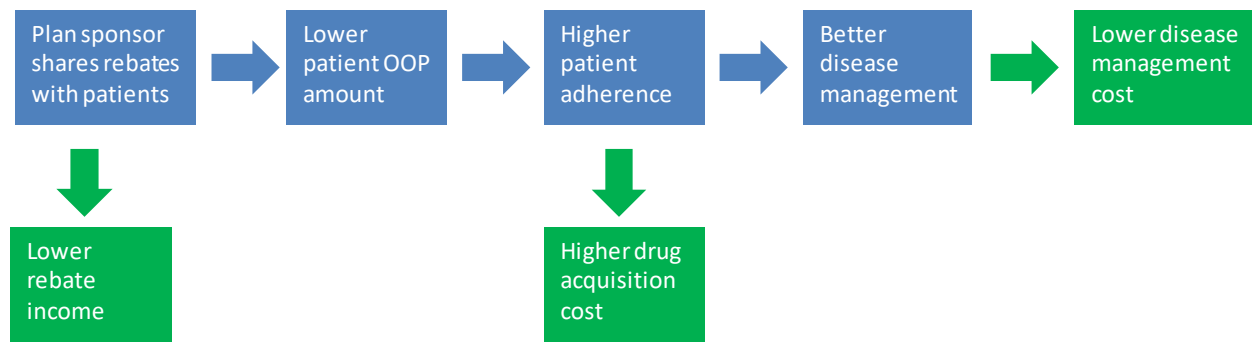 Plan sponsor
shares rebates
with patients
Lower
patient OOP
amount
Higher
patient
adherence
Better
disease
management
Lower disease
management
cost
Lower
rebate
income
Higher drug
acquisition
cost